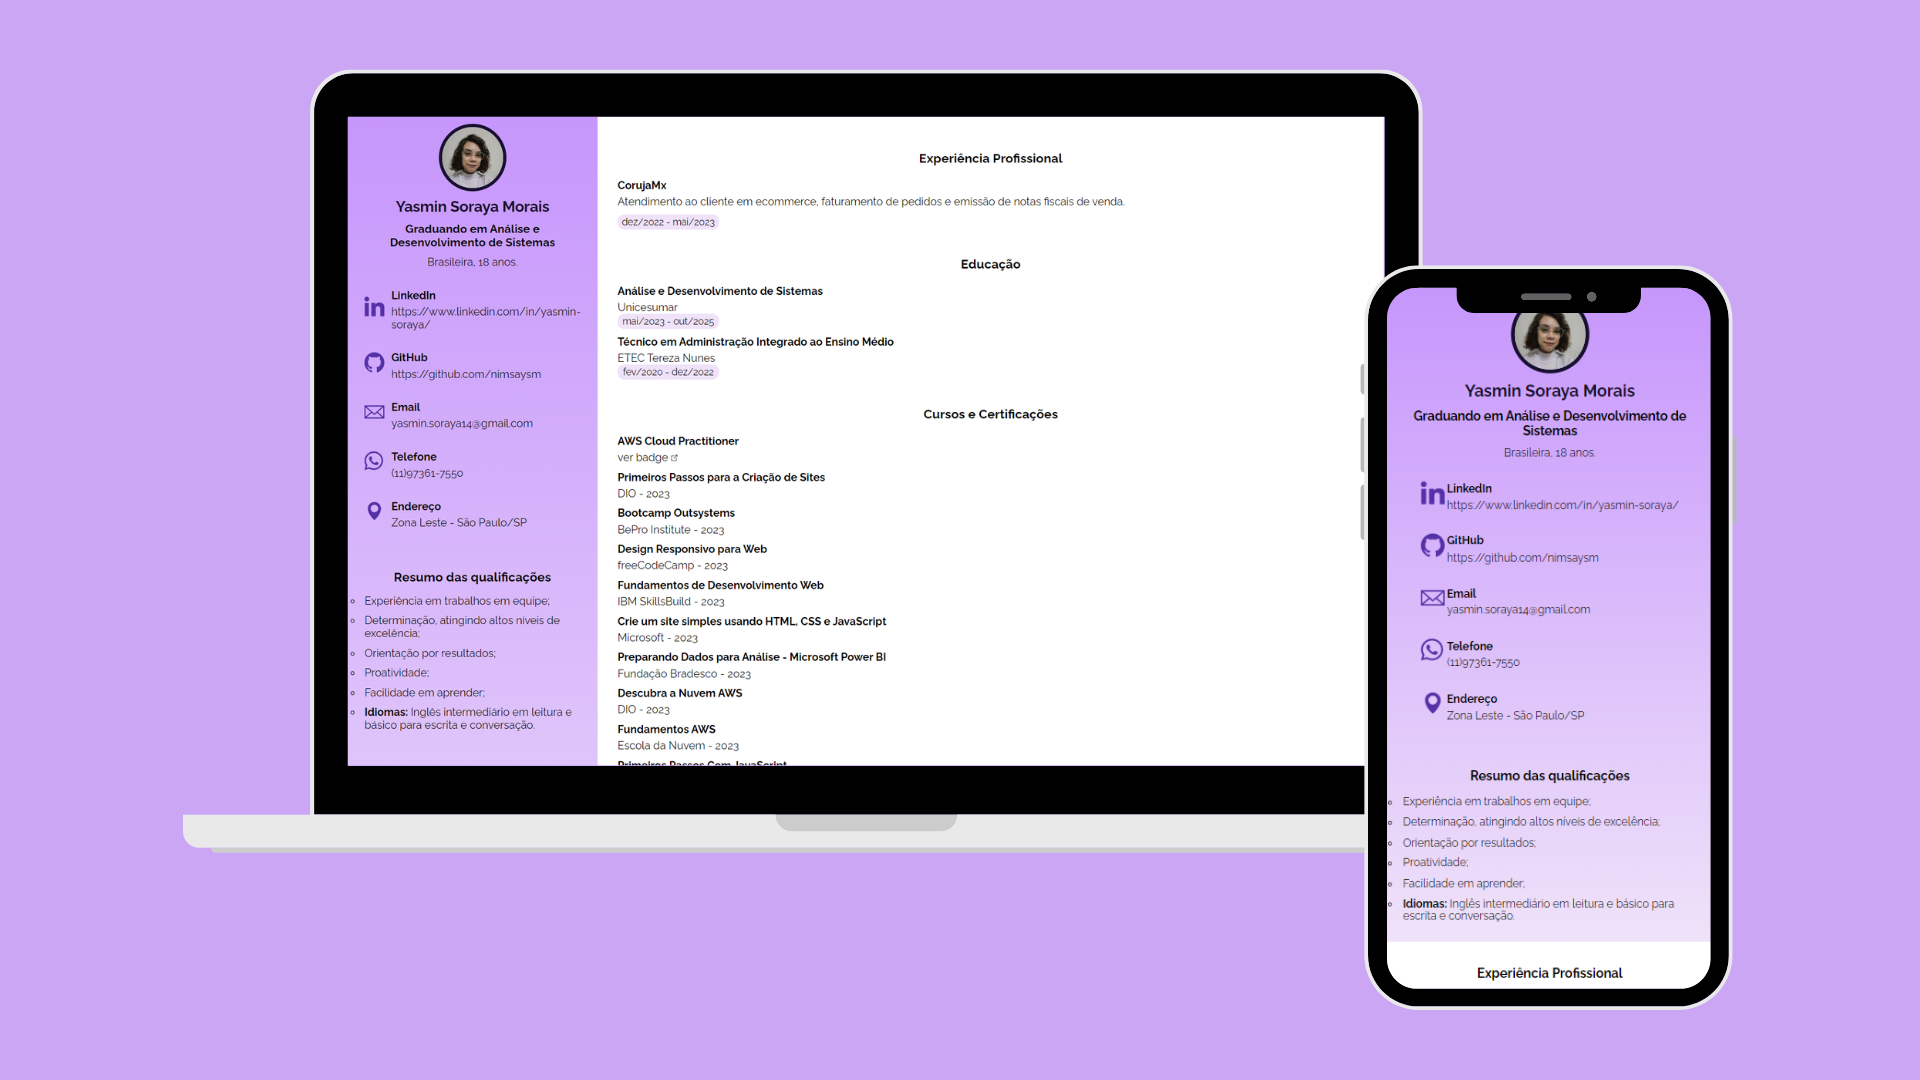 Yasmin Soraya Morais
Graduando em Análise e
Desenvolvimento de Sistemas
Brasileira, 18 anos.
LinkedIn
https://www.linkedin.com/in/yasmin-
soraya/
GitHub
https://github.com/nimsaysm
Email
yasmin.soraya14@gmail.com
Telefone
(11)97361-7550
Endereço
Zona Leste - São Paulo/SP
Resumo das qualificações
Experiência em trabalhos em equipe;
Determinação, atingindo altos níveis de
excelência;
Orientação por resultados;
Proatividade;
Facilidade em aprender;
Idiomas: Inglês intermediário em leitura e
básico para escrita e conversação.
Experiência Profissional
CorujaMx
Atendimento ao cliente em ecommerce, faturamento de pedidos e emissão de notas fiscais de venda.
dez/2022 - mai/2023
Educação
Análise e Desenvolvimento de Sistemas
Unicesumar
mai/2023 - out/2025
Técnico em Administração Integrado ao Ensino Médio
ETEC Tereza Nunes
fev/2020 - dez/2022
Cursos e Certificações
AWS Cloud Practitioner
ver badge
Primeiros Passos para a Criação de Sites
DIO - 2023
Bootcamp Outsystems
BePro Institute - 2023
Design Responsivo para Web
freeCodeCamp - 2023
Fundamentos de Desenvolvimento Web
IBM SkillsBuild - 2023
Crie um site simples usando HTML, CSS e JavaScript
Microsoft - 2023
Preparando Dados para Análise - Microsoft Power BI
Fundação Bradesco - 2023
Descubra a Nuvem AWS
DIO - 2023
Fundamentos AWS
Escola da Nuvem - 2023
Primeiros Passos Com JavaScript
Yasmin Soraya Morais
Graduando em Análise e Desenvolvimento de
Sistemas
Brasileira, 18 anos.
LinkedIn
https://www.linkedin.com/in/yasmin-soraya/
GitHub
https://github.com/nimsaysm
Email
yasmin.soraya14@gmail.com
Telefone
(11)97361-7550
Endereço
Zona Leste - São Paulo/SP
Resumo das qualificações
Experiência em trabalhos em equipe;
Determinação, atingindo altos níveis de excelência;
Orientação por resultados;
Proatividade;
Facilidade em aprender;
Idiomas: Inglês intermediário em leitura e básico para
escrita e conversação.
Experiência Profissional